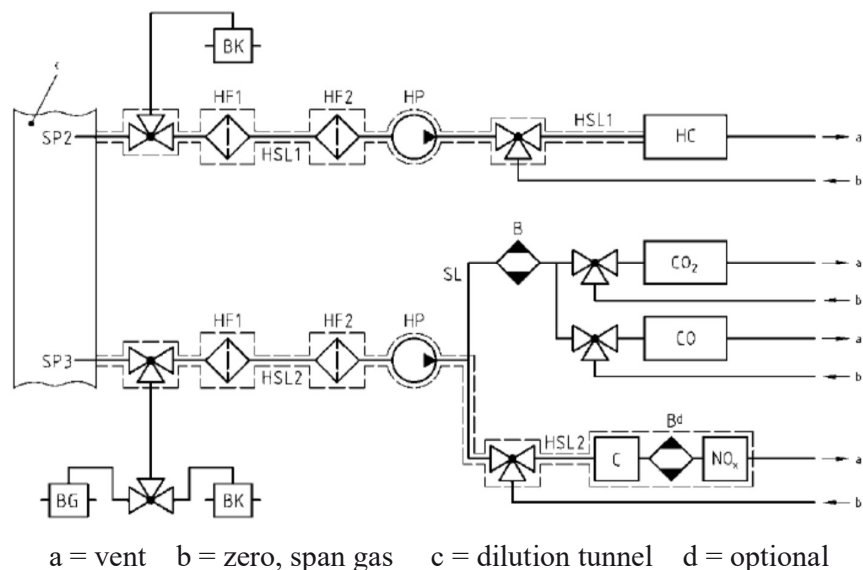 BK
c
HF1 HF2 HP
SP2 HSL1 HC a
HSL1
b
B
SL CO₂ a
b
HF1 HF2 HP
CO a
SP3
HSL2 b
Bᵈ
HSL2
C NOₓ a
BG BK b
a = vent b = zero, span gas c = dilution tunnel d = optional